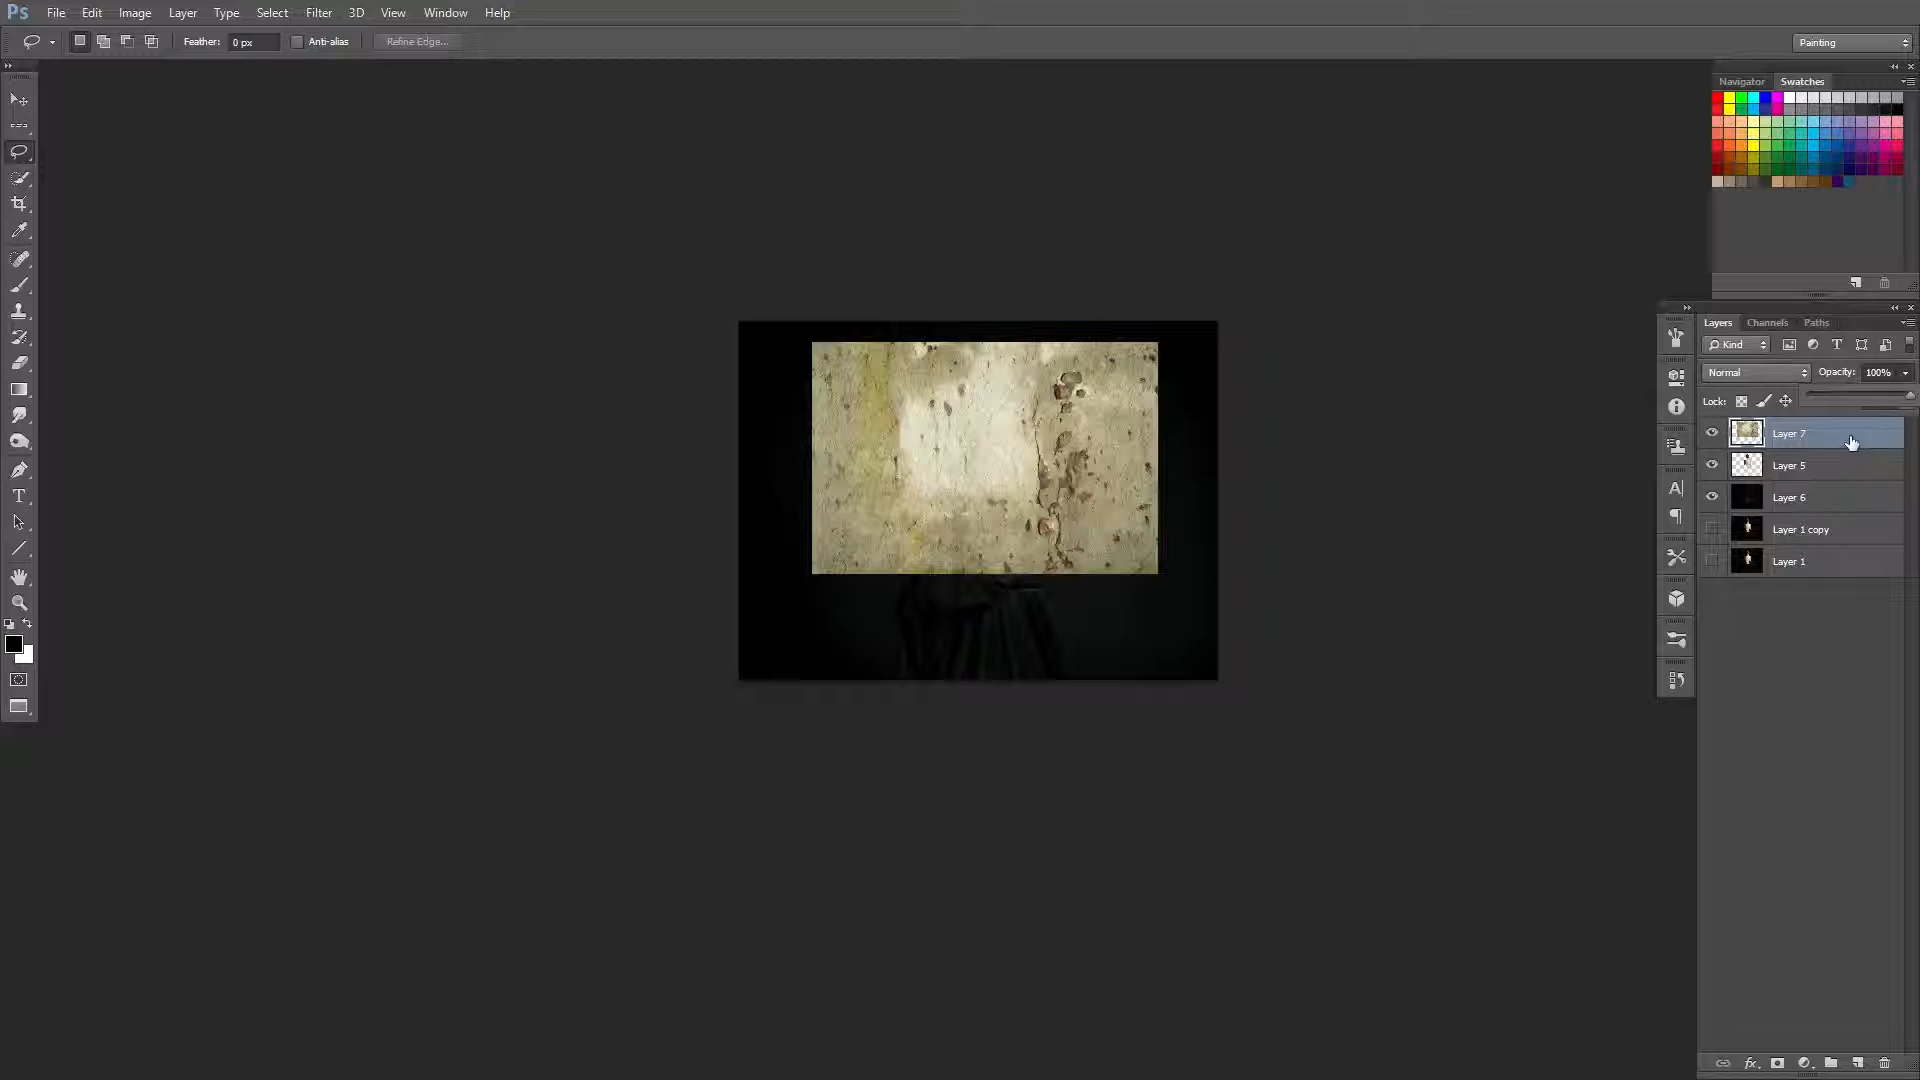 Ps File Edit Image Layer Type Select Filter 3D View Window Help
Feather: 0 px Anti-alias Refine Edge... Painting
Navigator Swatches
Layers Channels Paths
Kind T
Normal Opacity: 100%
Lock:
Layer 7
Layer 5
Layer 6
Layer 1 copy
Layer 1
A
T
fx